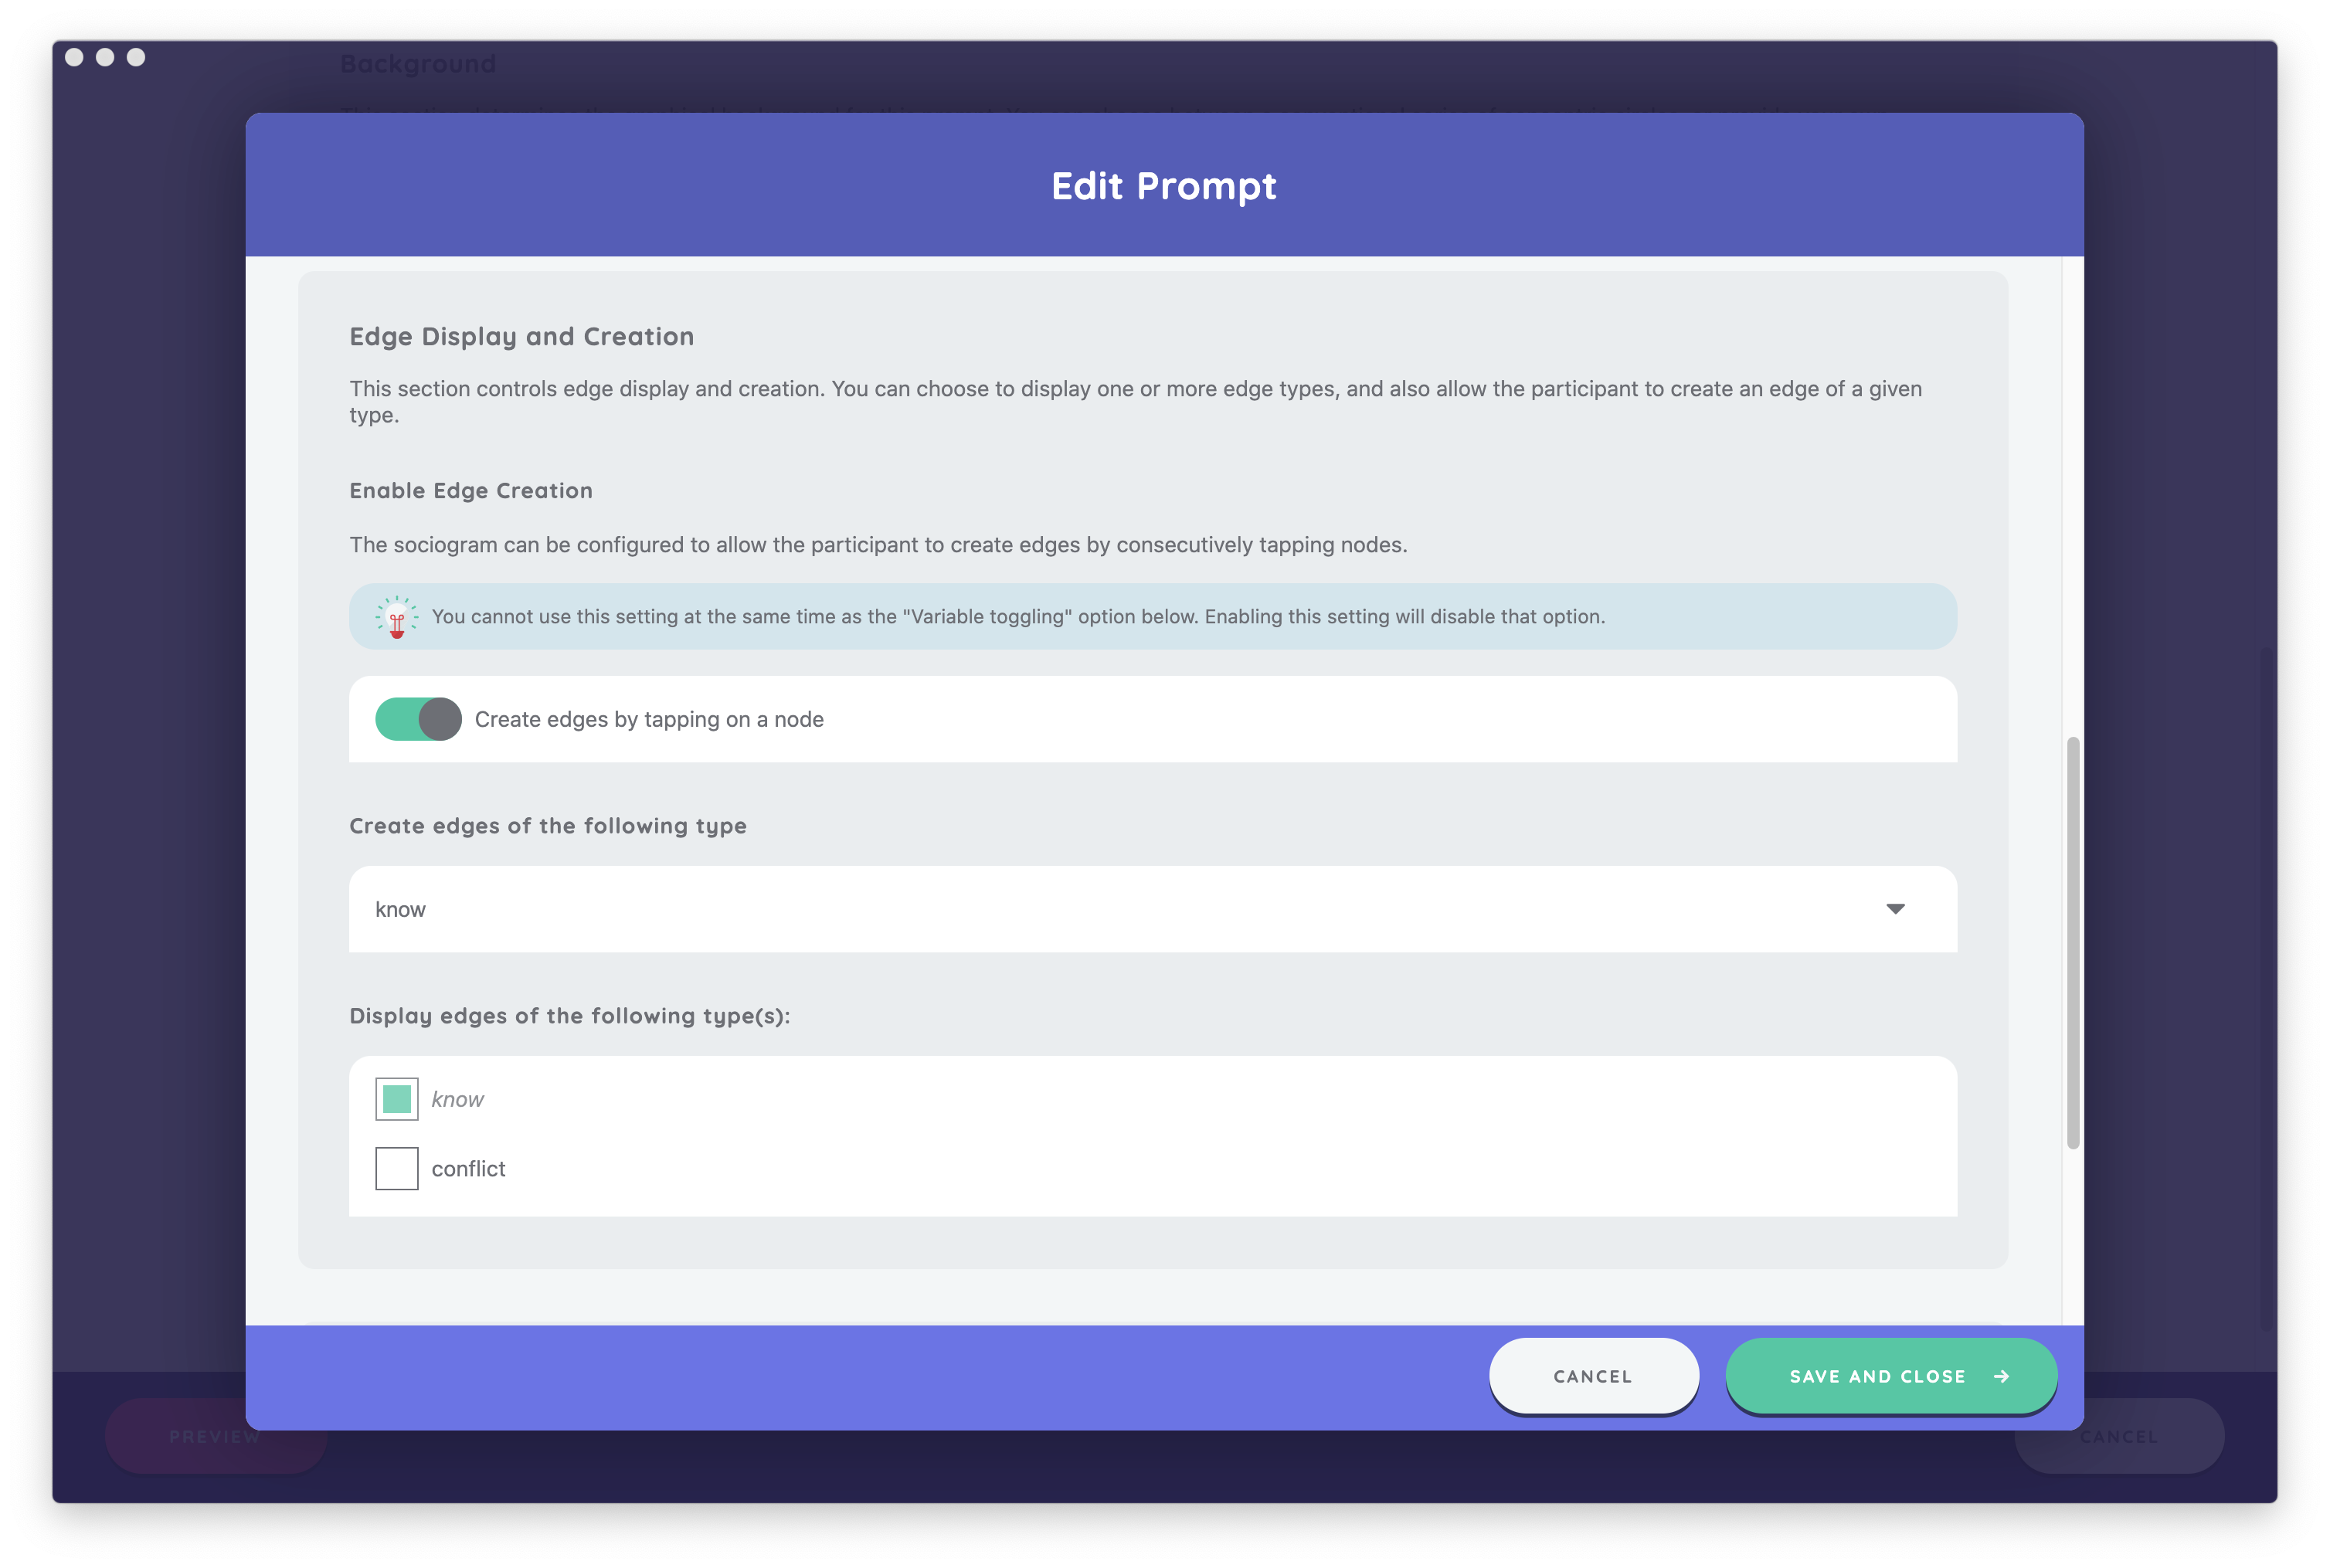 Background
Edit Prompt
Edge Display and Creation
This section controls edge display and creation. You can choose to display one or more edge types, and also allow the participant to create an edge of a given
type.
Enable Edge Creation
The sociogram can be configured to allow the participant to create edges by consecutively tapping nodes.
You cannot use this setting at the same time as the "Variable toggling" option below. Enabling this setting will disable that option.
Create edges by tapping on a node
Create edges of the following type
know
Display edges of the following type(s):
know
conflict
CANCEL
SAVE AND CLOSE
PREVIEW
CANCEL